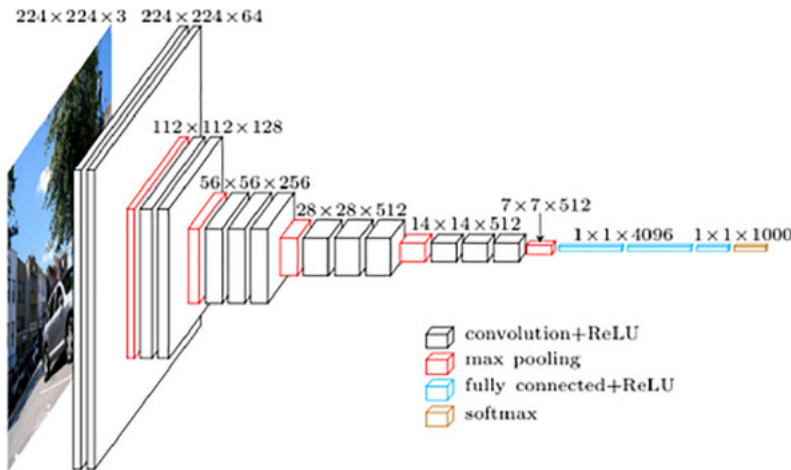 224×224×3
224×224×64
112×112×128
56×56×256
28×28×512
14×14×512
7×7×512
1×1×4096
1×1×1000
convolution+ReLU
max pooling
fully connected+ReLU
softmax